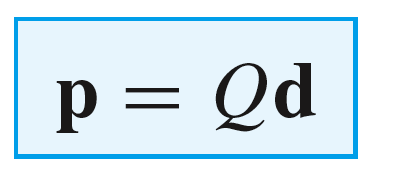 p = Qd